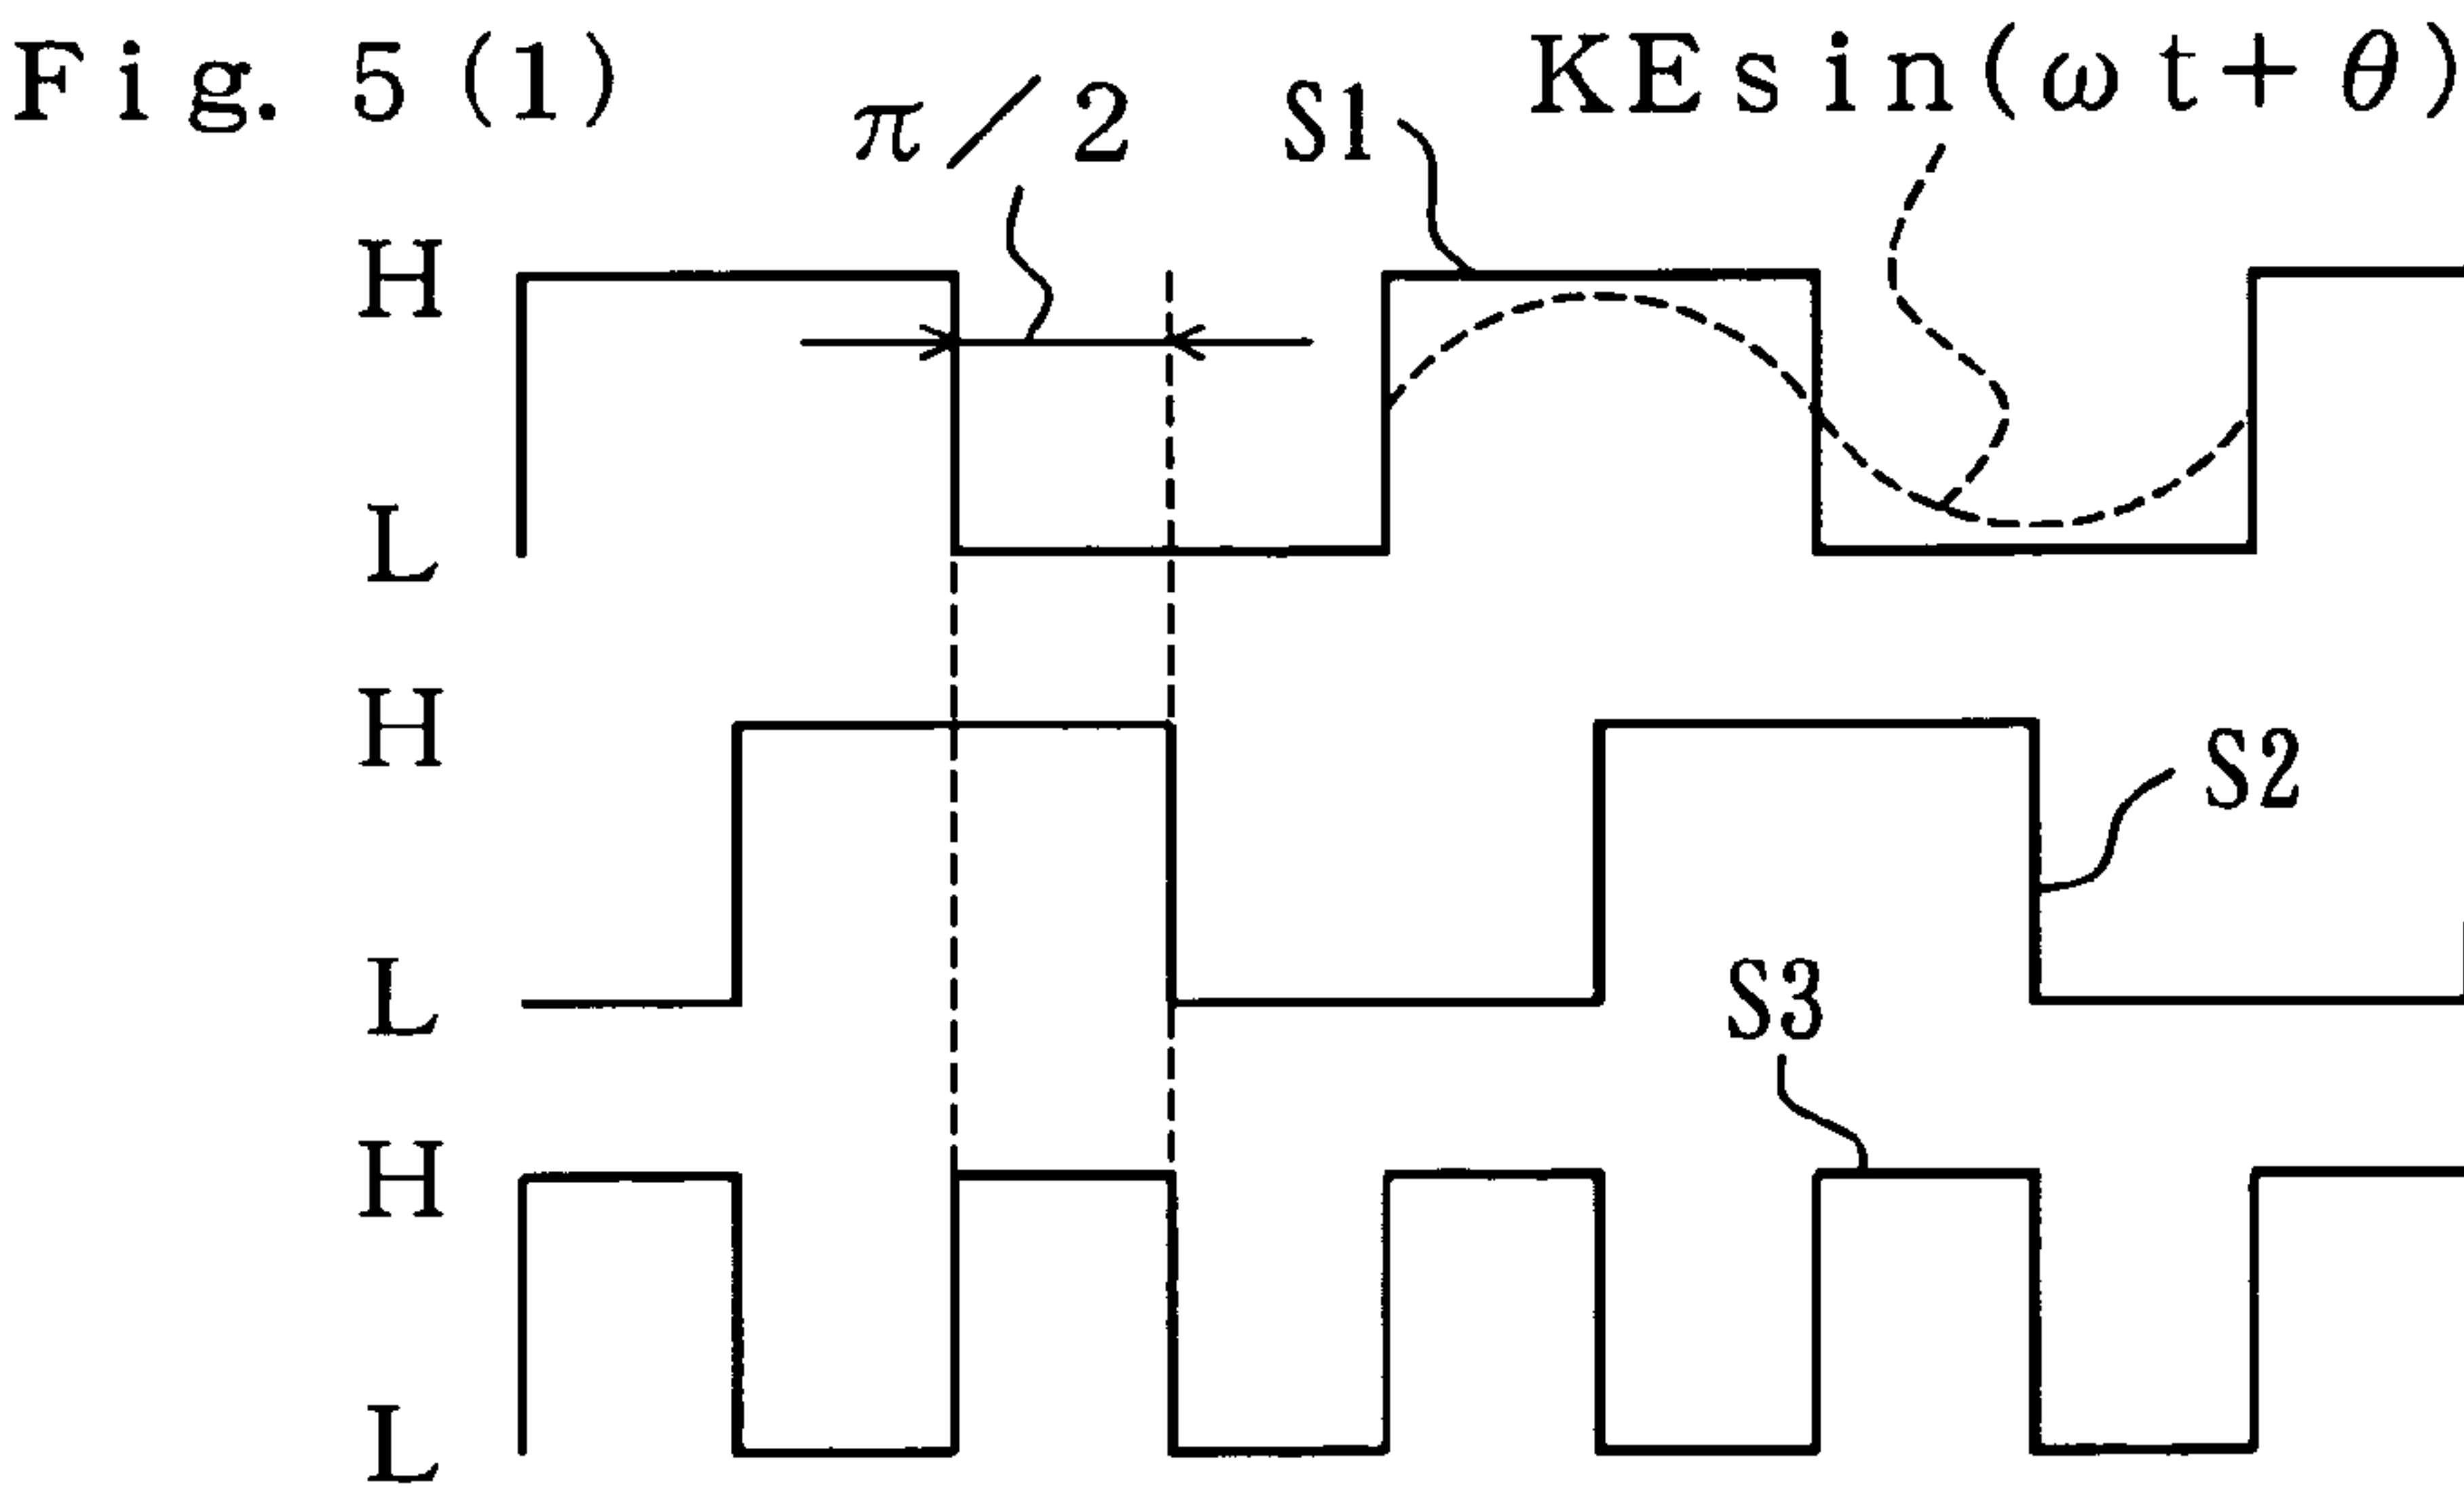 Fig. 5(1)
KEsin(ωt+θ)
π/2
S1
H
L
H
S2
L
S3
H
L